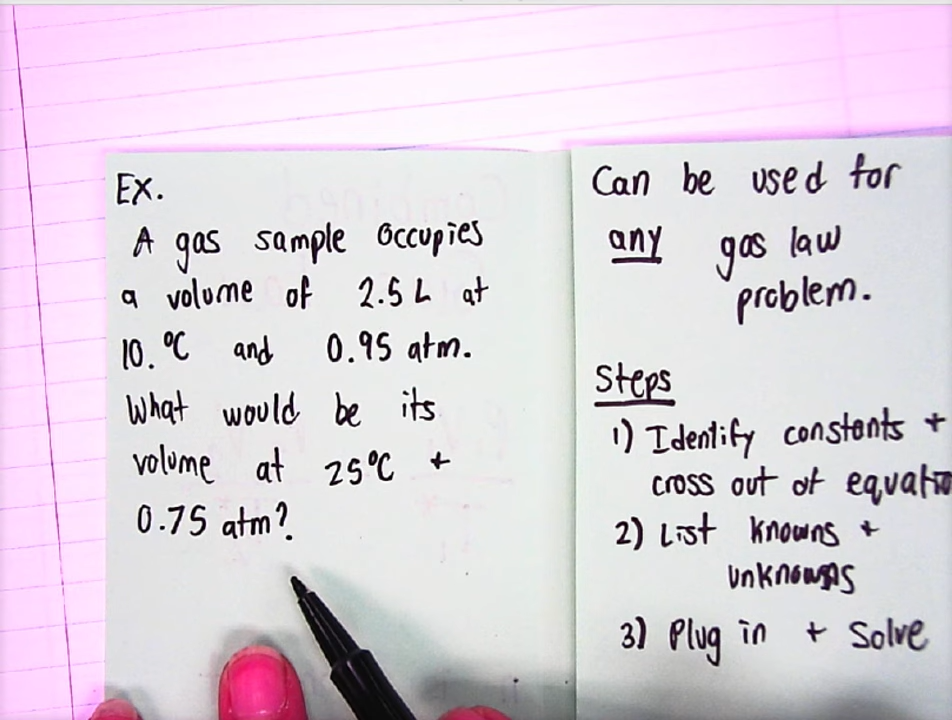 Ex.
A gas sample occupies
a volume of 2.5 L at
10. °C and 0.95 atm.
What would be its
volume at 25°C +
0.75 atm?
Can be used for
any gas law
problem.
Steps
1) Identify constants +
cross out of equatio
2) List knowns +
unknowns
3) Plug in + Solve